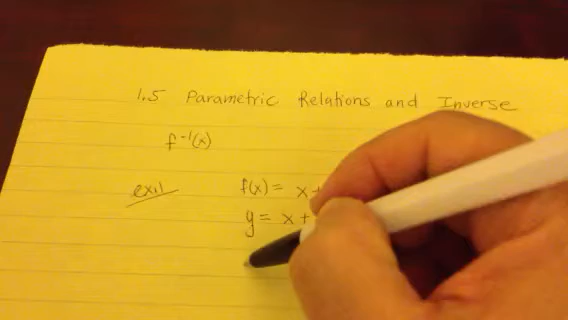 1.5 Parametric Relations and Inverse
f⁻¹(x)
ex.1 f(x) = x+
y = x+